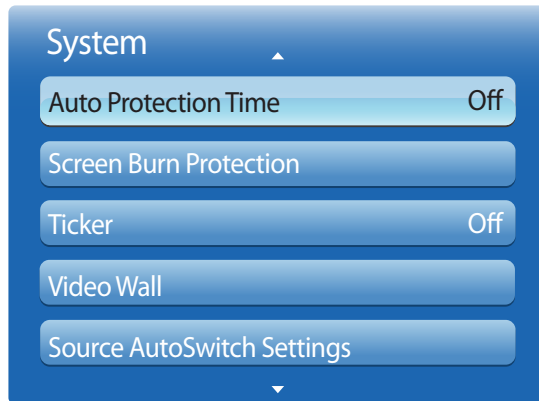 System
Auto Protection Time Off
Screen Burn Protection
Ticker Off
Video Wall
Source AutoSwitch Settings